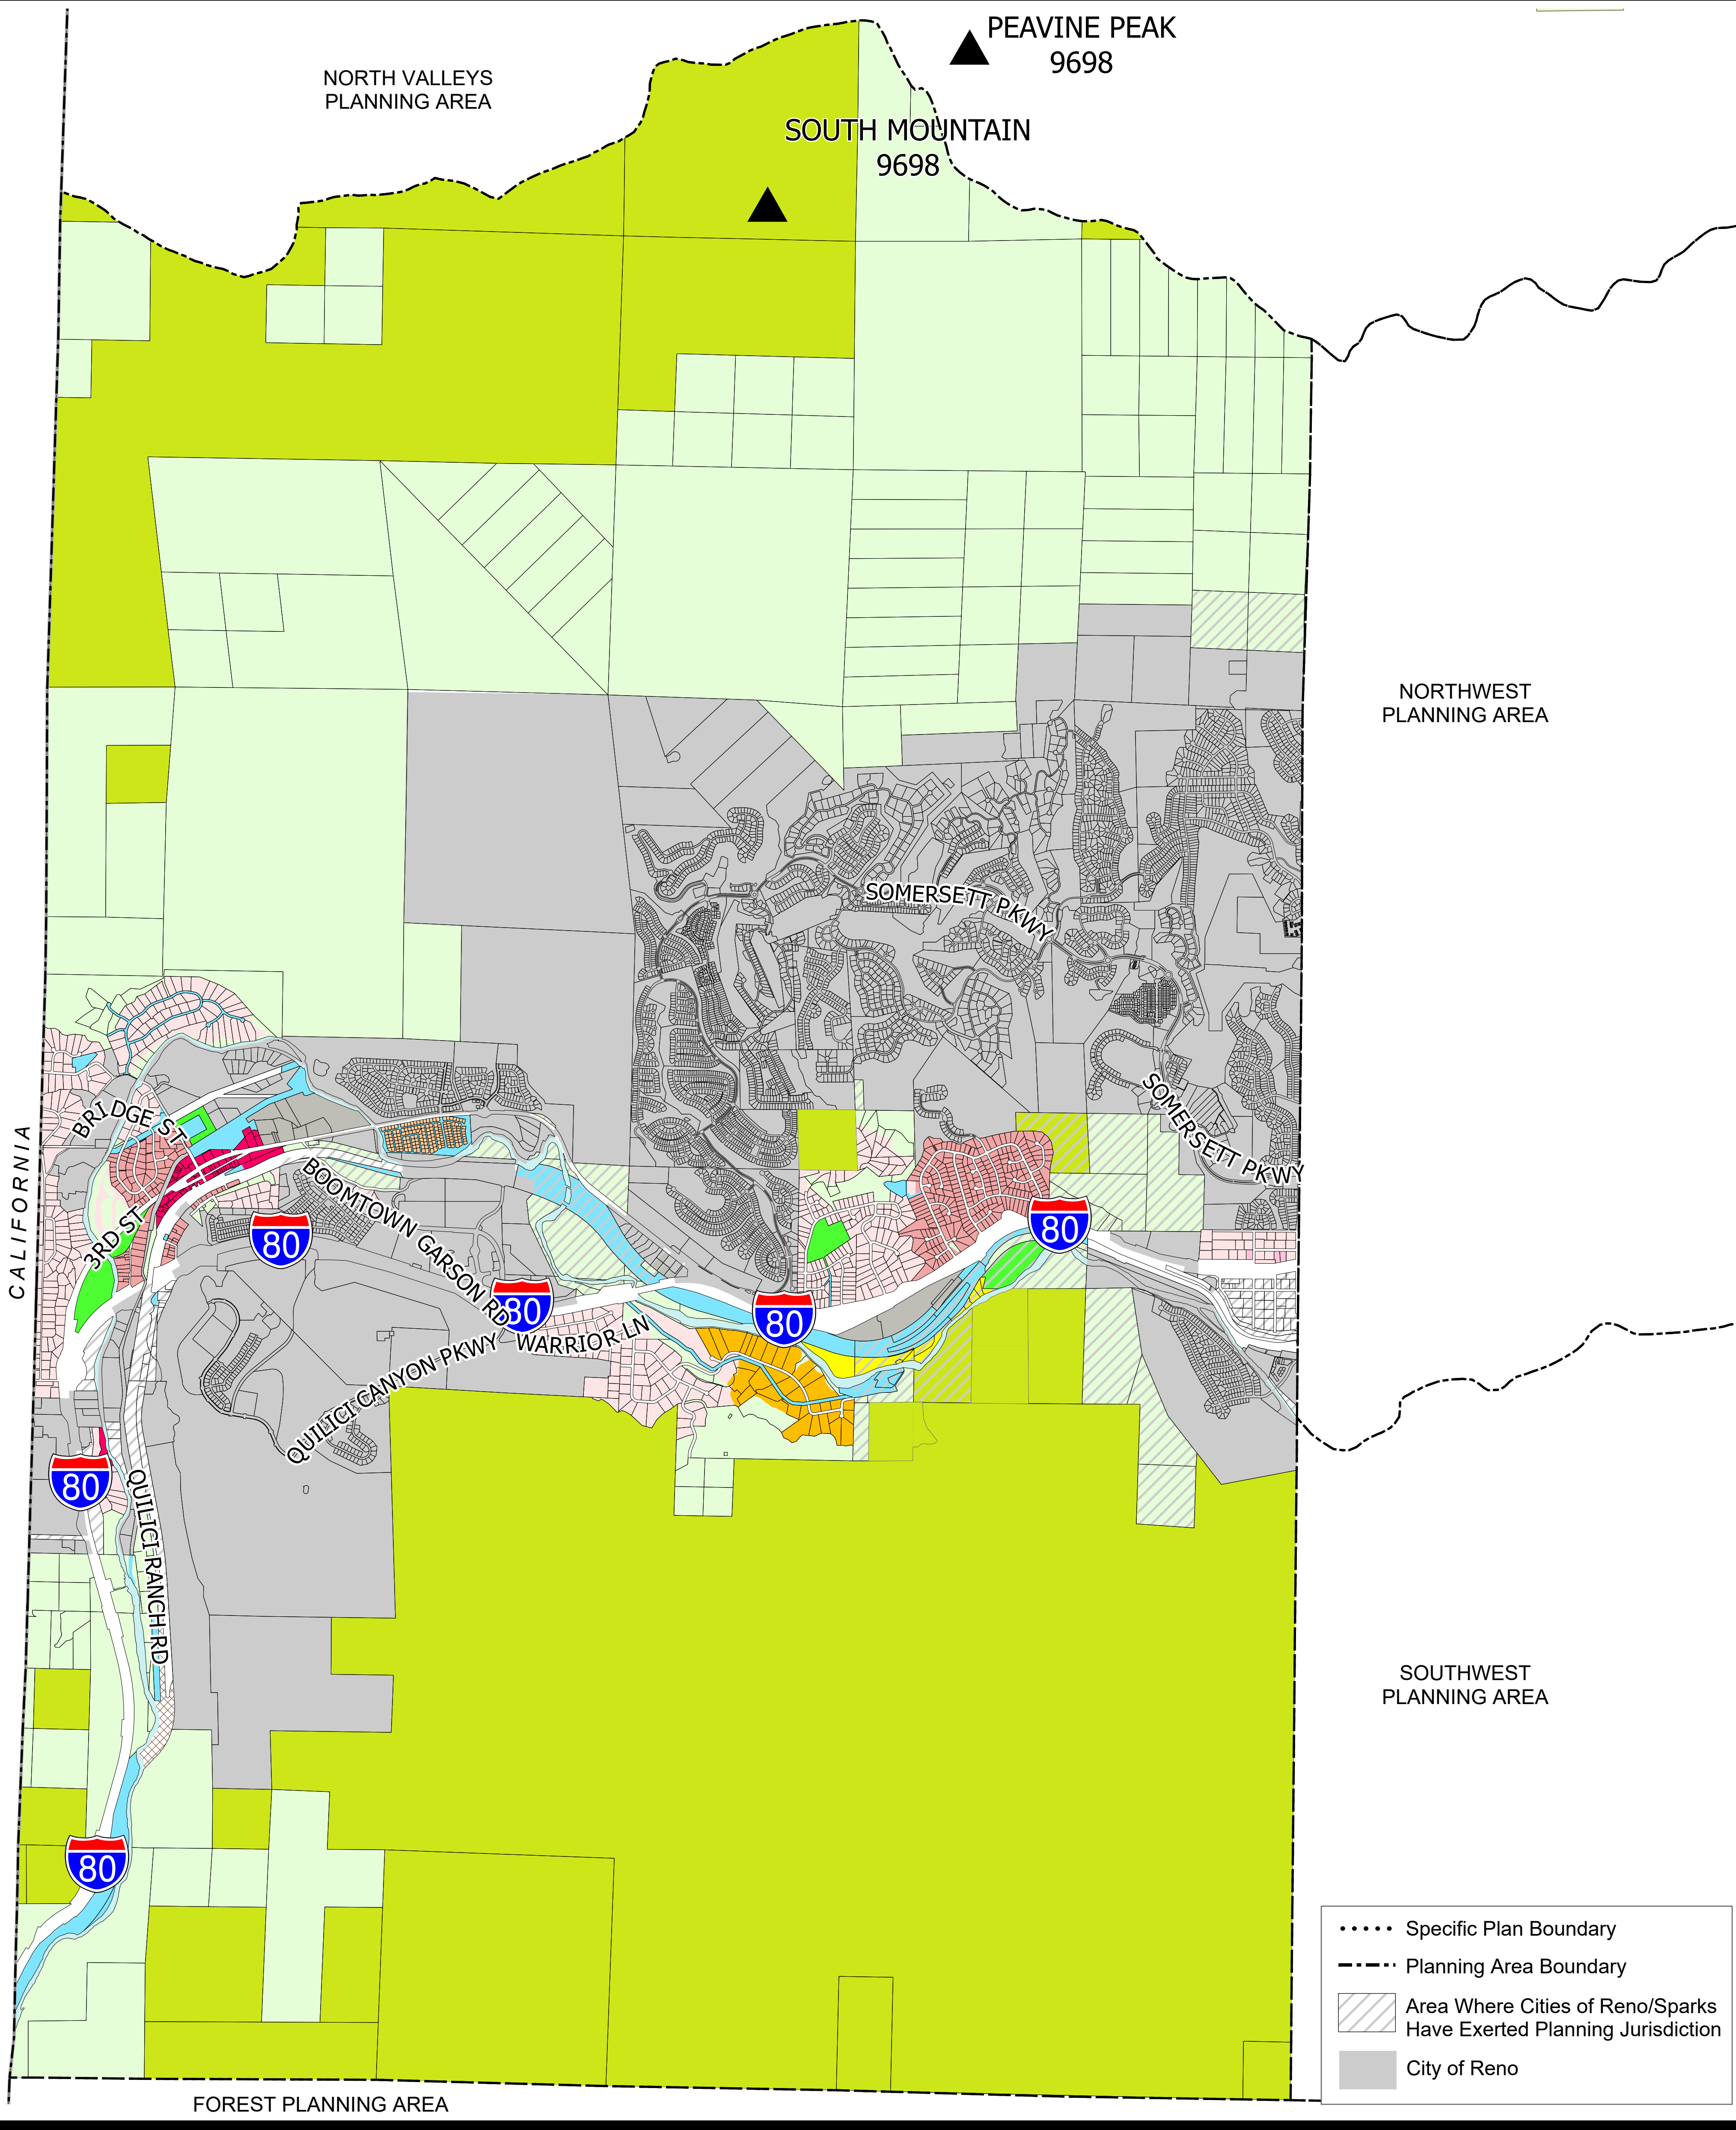 PEAVINE PEAK
9698
NORTH VALLEYS
PLANNING AREA
SOUTH MOUNTAIN
9698
NORTHWEST
PLANNING AREA
SOMERSETT PKWY
SOMERSETT PKWY
CALIFORNIA
BRIDGE ST
3RD ST
BOOMTOWN GARSON RD
80
80
80
80
WARRIOR LN
QUILICI CANYON PKWY
80
QUILICI RANCH RD
SOUTHWEST
PLANNING AREA
80
Specific Plan Boundary
Planning Area Boundary
Area Where Cities of Reno/Sparks
Have Exerted Planning Jurisdiction
City of Reno
FOREST PLANNING AREA